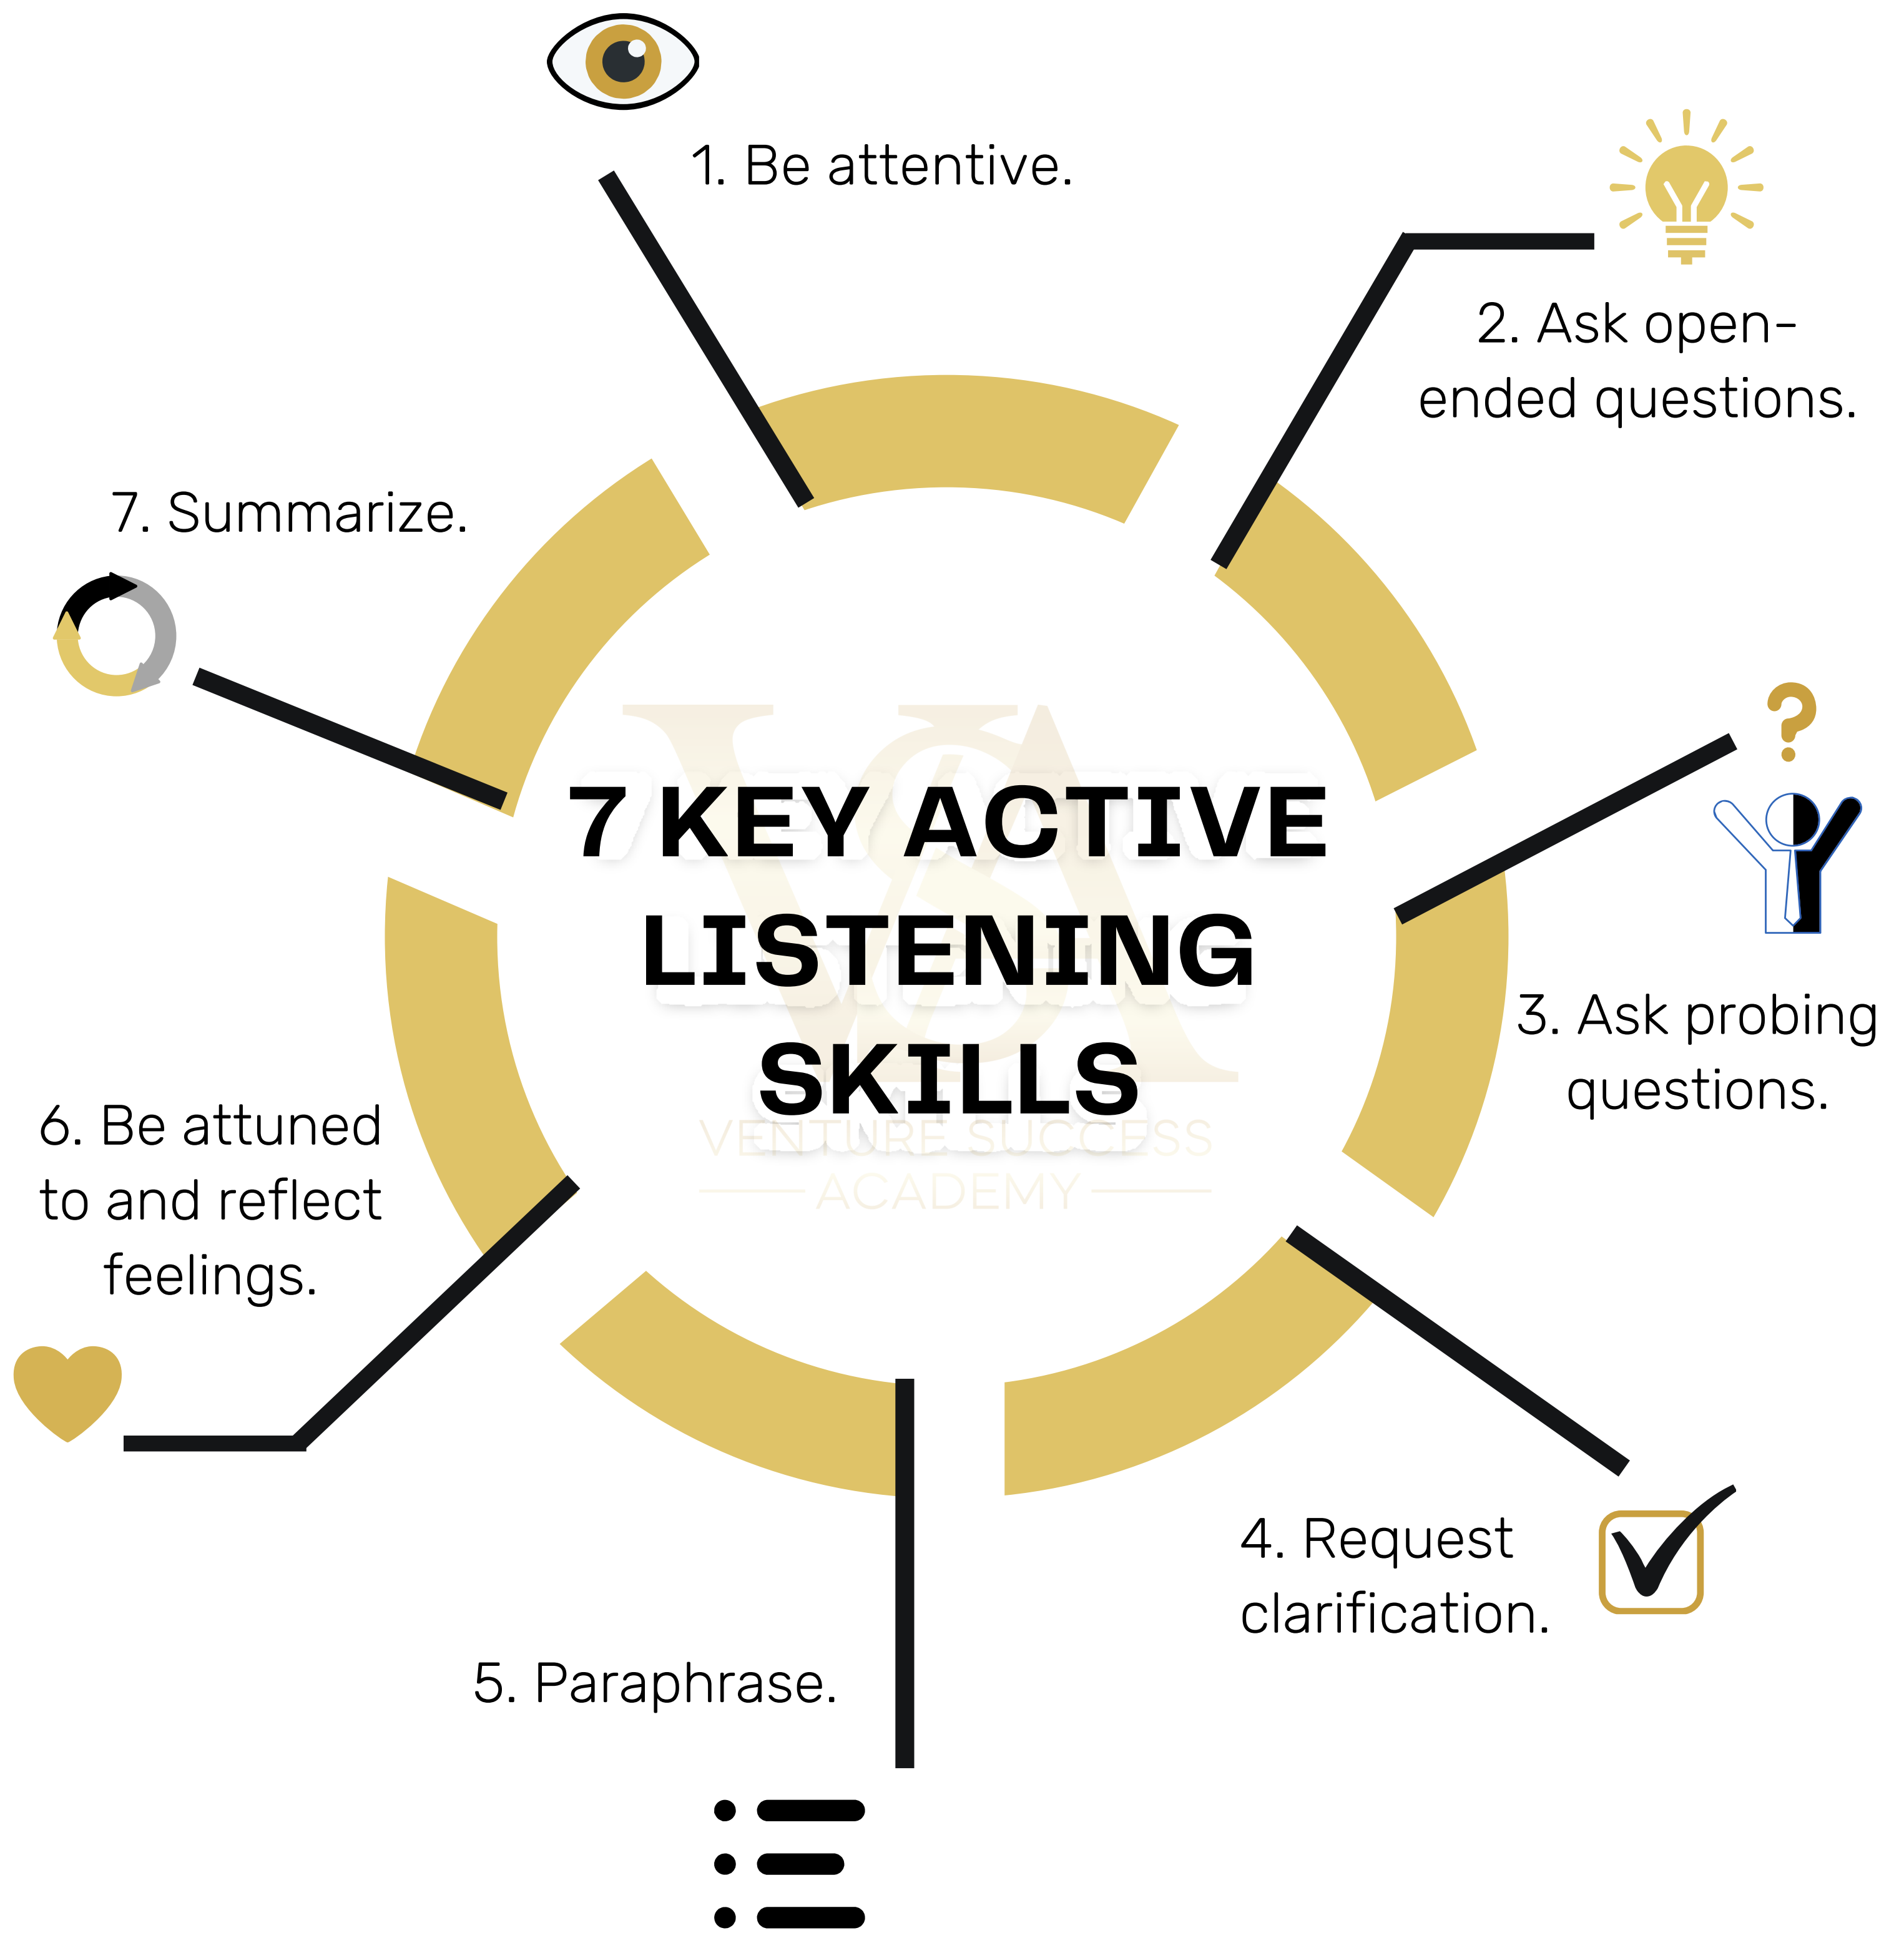 7 KEY ACTIVE
LISTENING
SKILLS
VENTURE SUCCESS
ACADEMY
1. Be attentive.
2. Ask open-
ended questions.
?
3. Ask probing
questions.
4. Request
clarification.
5. Paraphrase.
6. Be attuned
to and reflect
feelings.
7. Summarize.